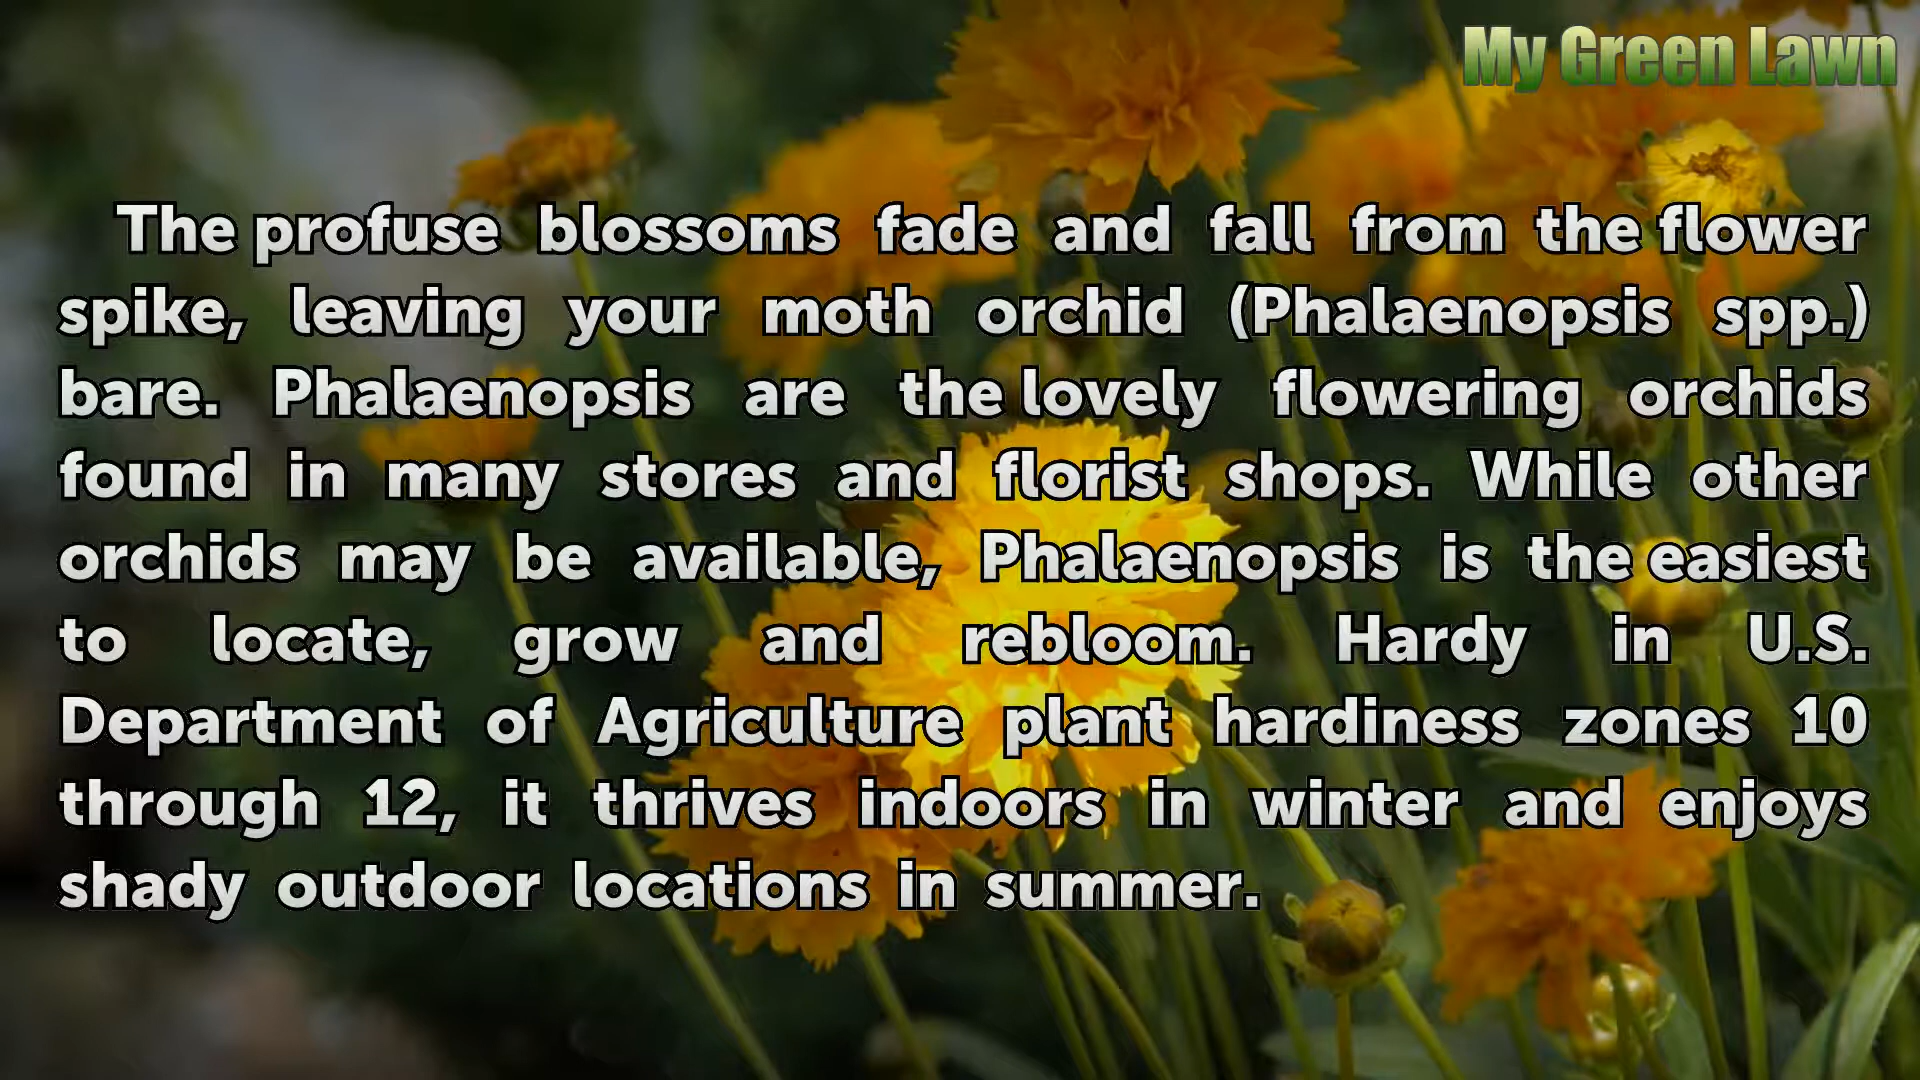 My Green Lawn
The profuse blossoms fade and fall from the flower
spike, leaving your moth orchid (Phalaenopsis spp.)
bare. Phalaenopsis are the lovely flowering orchids
found in many stores and florist shops. While other
orchids may be available, Phalaenopsis is the easiest
to locate, grow and rebloom. Hardy in U.S.
Department of Agriculture plant hardiness zones 10
through 12, it thrives indoors in winter and enjoys
shady outdoor locations in summer.